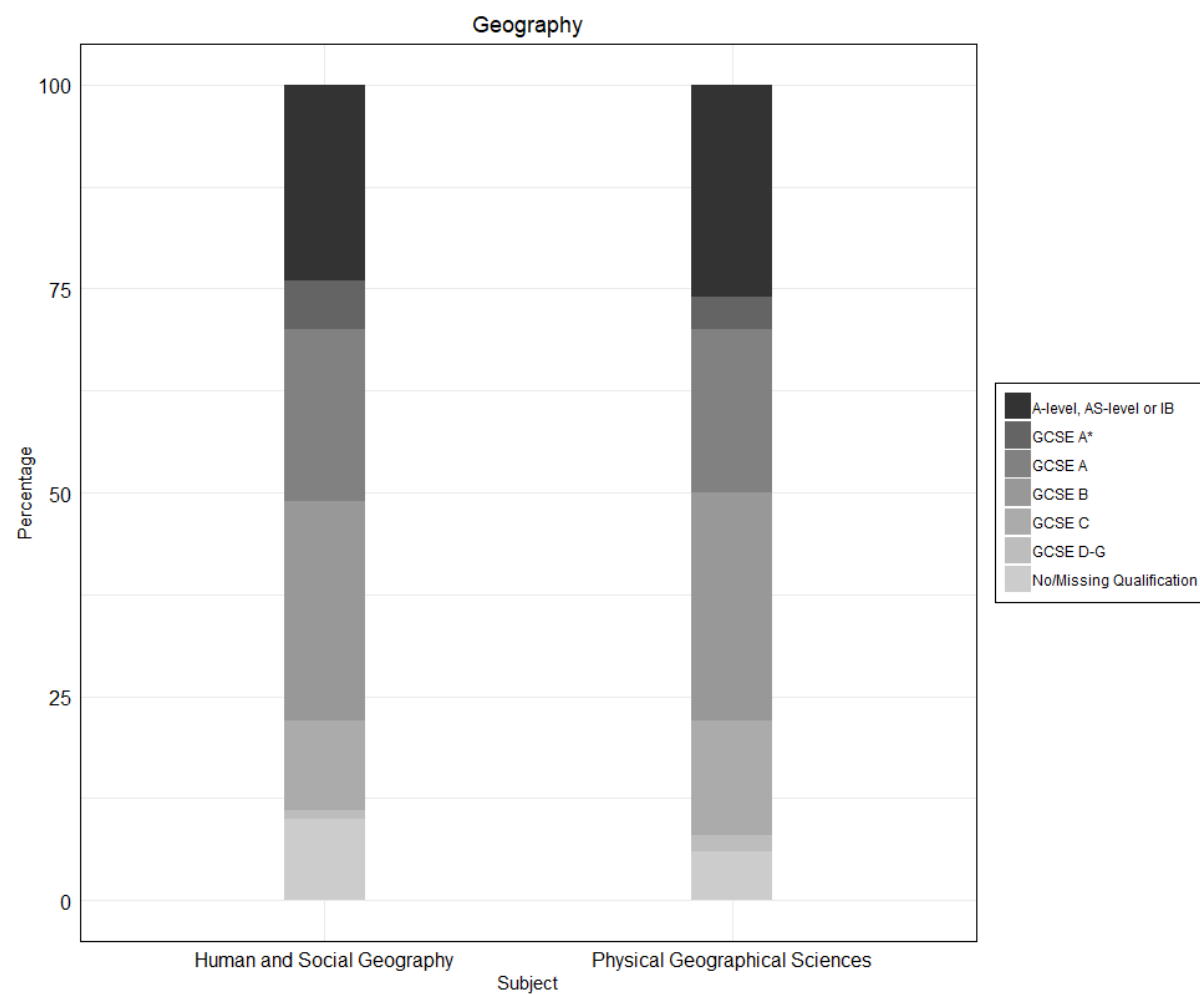 Geography
100
75
50
25
0
Percentage
Human and Social Geography
Physical Geographical Sciences
Subject
A-level, AS-level or IB
GCSE A*
GCSE A
GCSE B
GCSE C
GCSE D-G
No/Missing Qualification